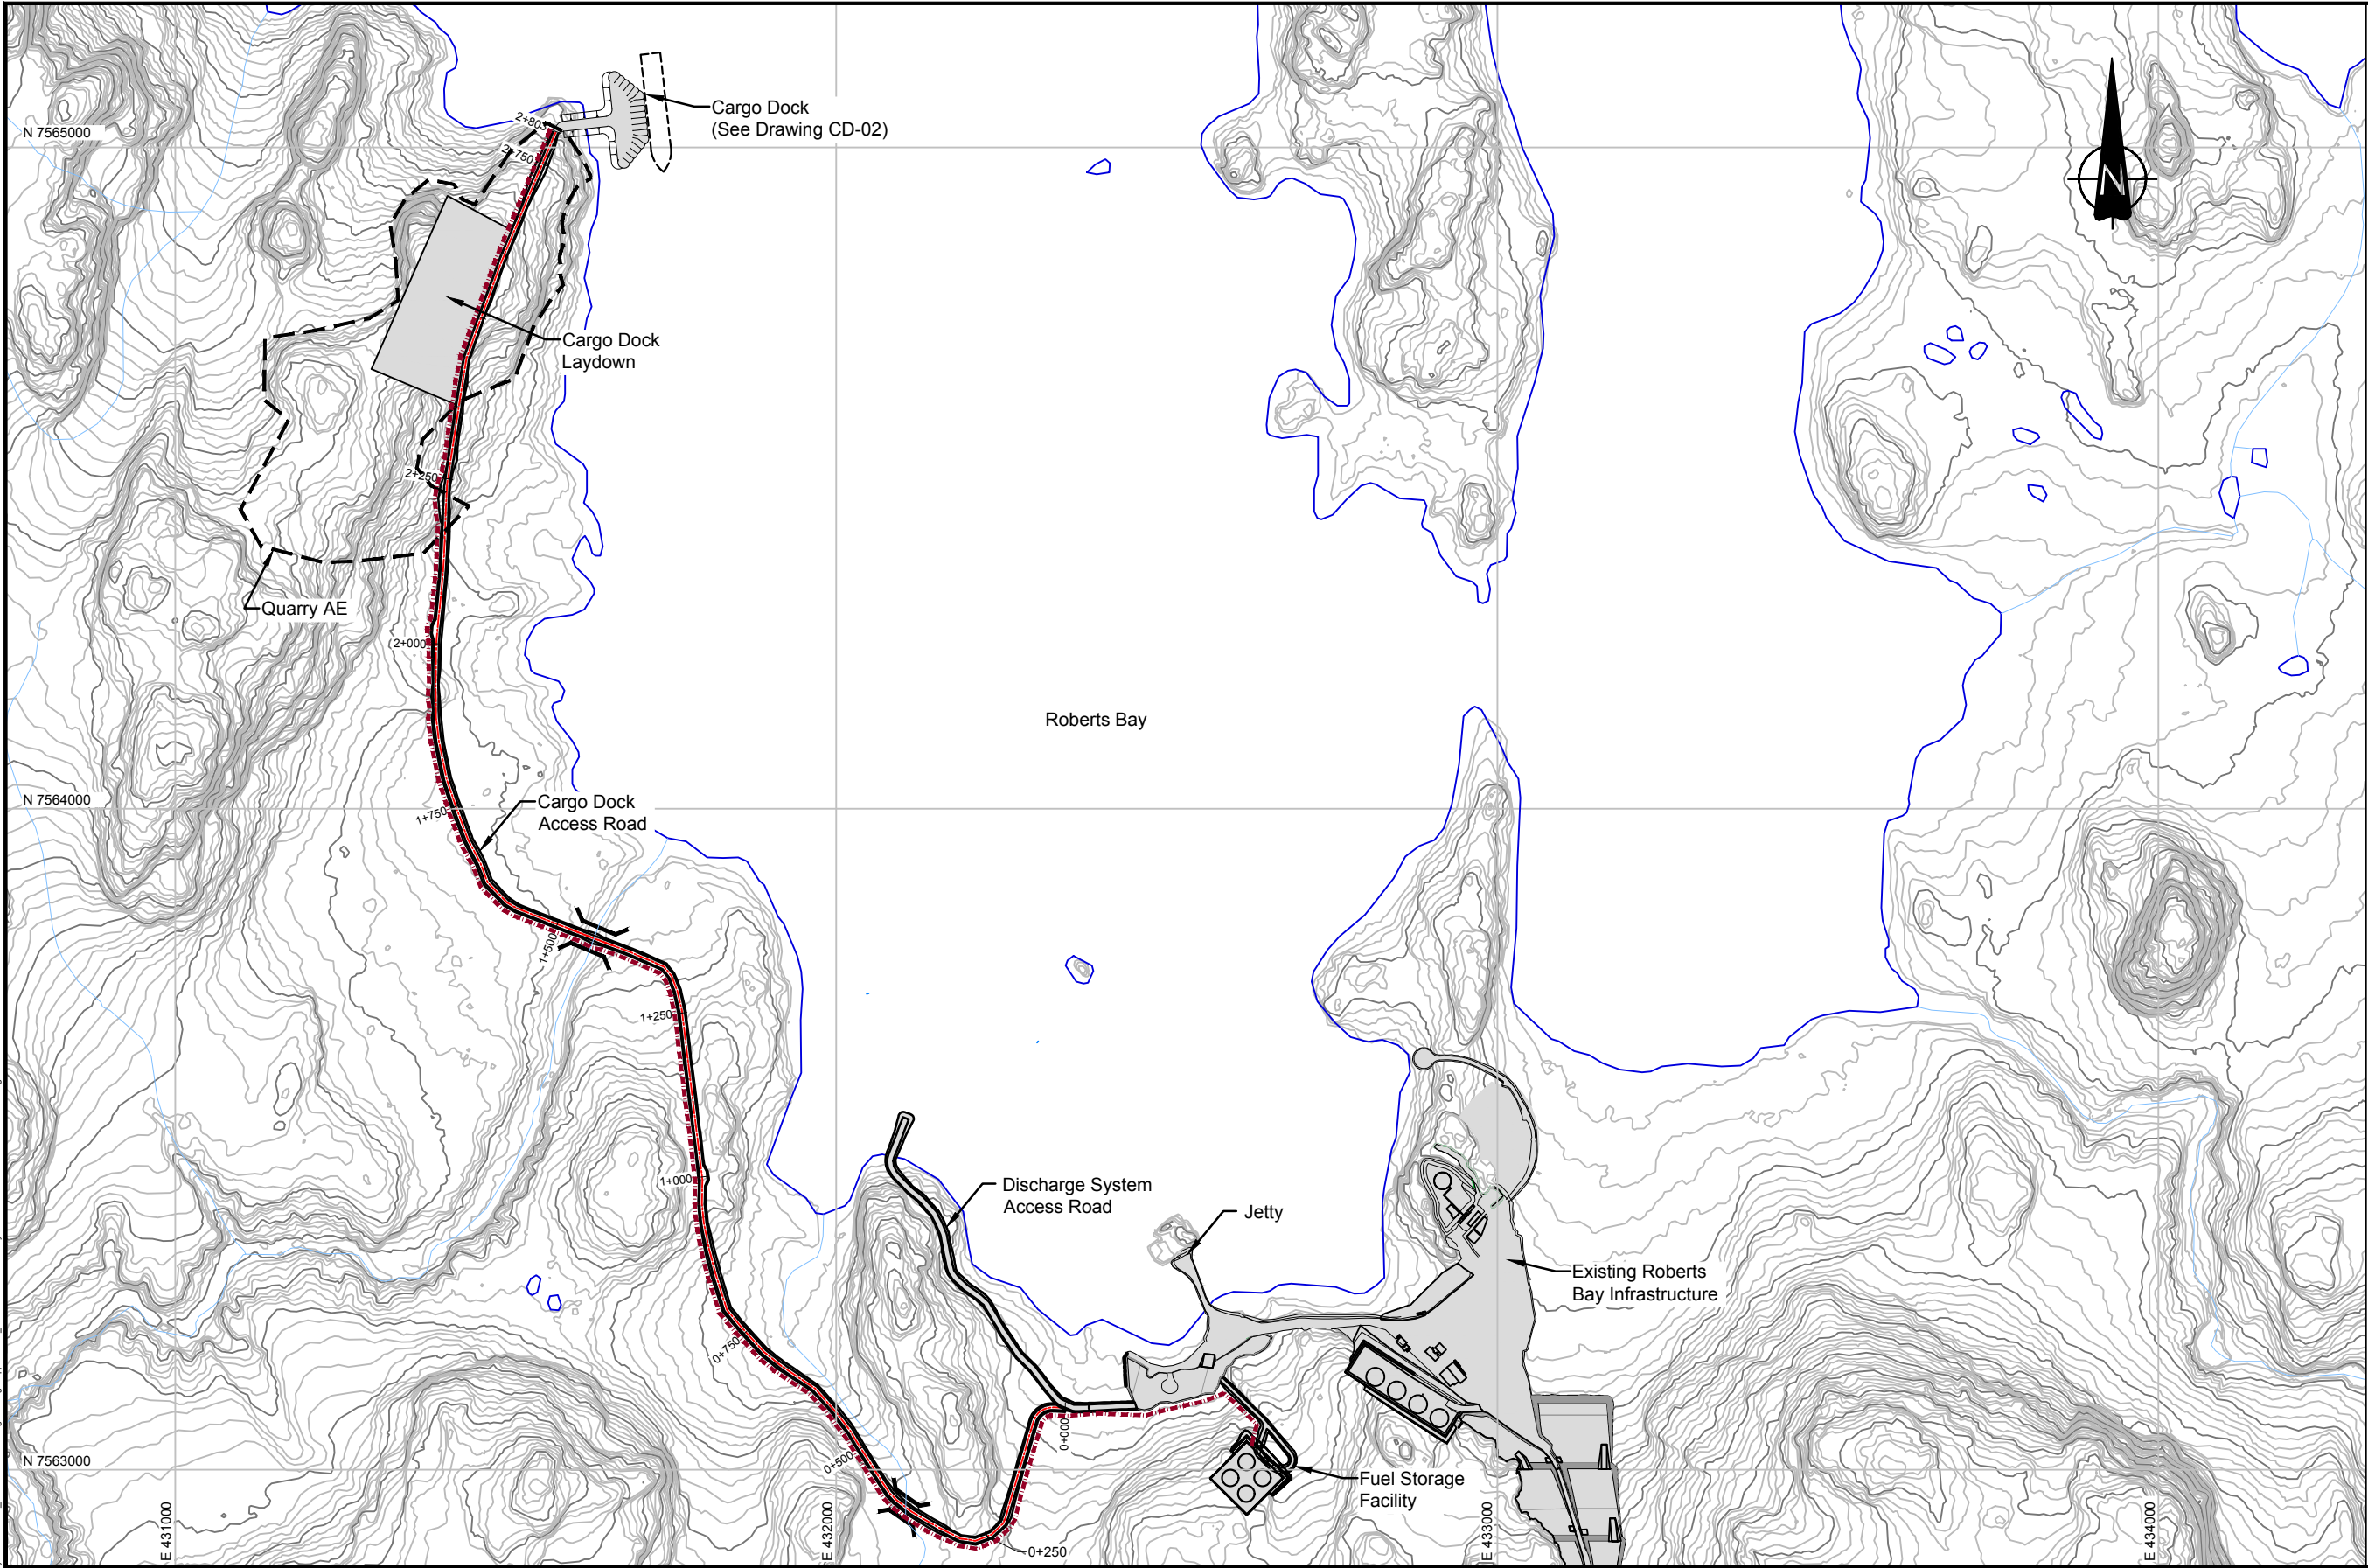 Cargo Dock
(See Drawing CD-02)
N 7565000
2+803
2+750
N
Cargo Dock
Laydown
2+250
Quarry AE
2+000
Roberts Bay
N 7564000
Cargo Dock
Access Road
1+750
1+500
1+250
1+000
Discharge System
Access Road
Jetty
Existing Roberts
Bay Infrastructure
0+750
0+000
0+500
N 7563000
Fuel Storage
Facility
0+250
E 431000
E 432000
E 433000
E 434000